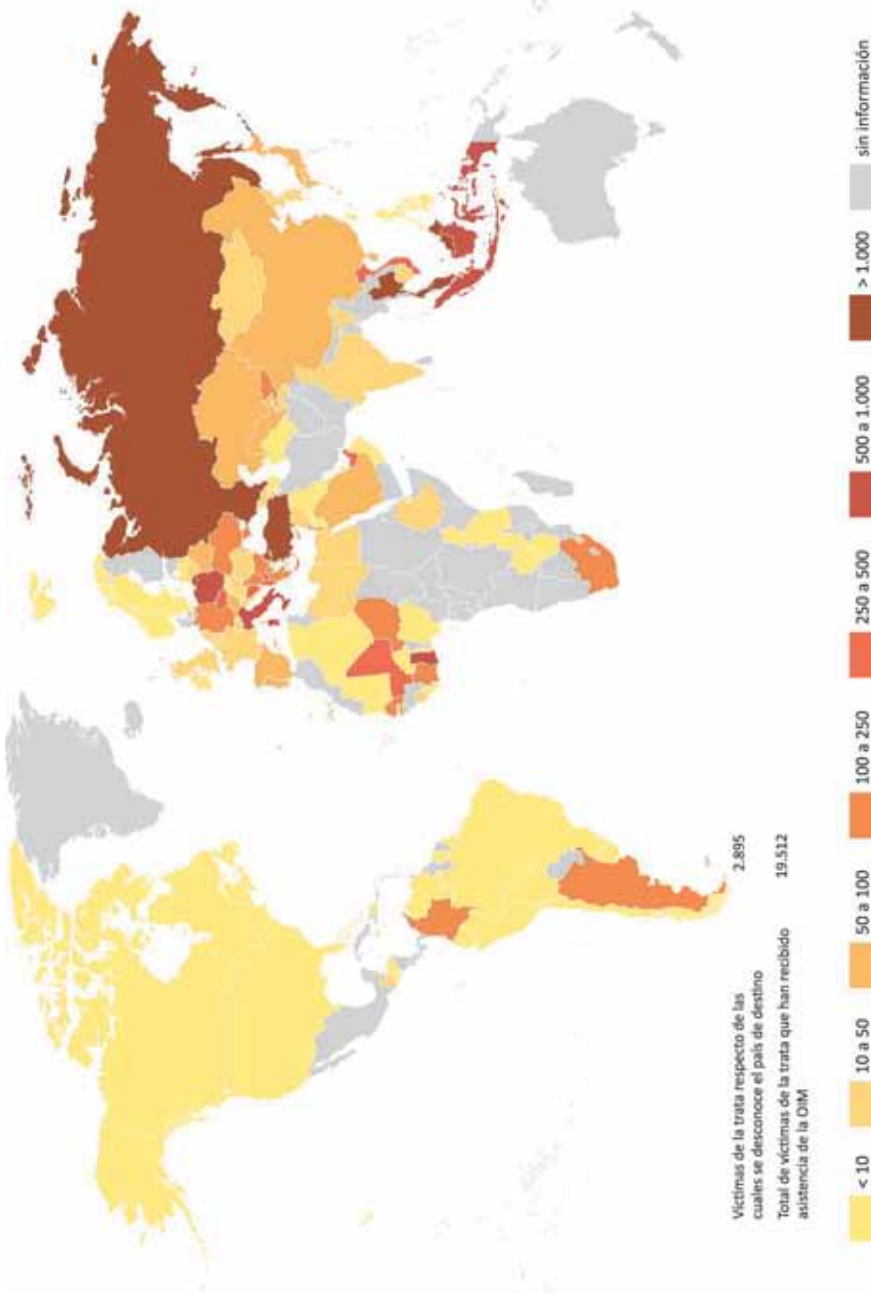 Víctimas de la trata respecto de las
cuales se desconoce el país de destino
2.895
Total de víctimas de la trata que han recibido
asistencia de la OIM
19.512
< 10
10 a 50
50 a 100
100 a 250
250 a 500
500 a 1.000
> 1.000
sin información